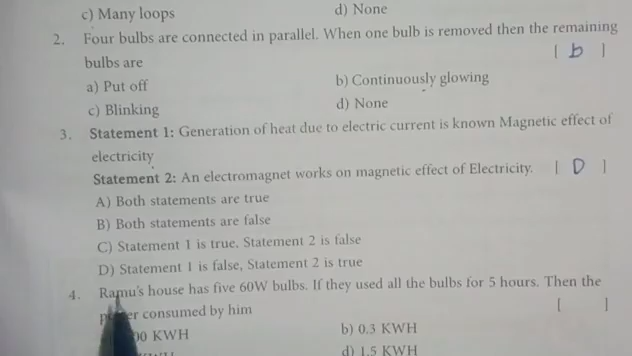 c) Many loops d) None
2. Four bulbs are connected in parallel. When one bulb is removed then the remaining
bulbs are [ b ]
a) Put off b) Continuously glowing
c) Blinking d) None
3. Statement 1: Generation of heat due to electric current is known Magnetic effect of
electricity
Statement 2: An electromagnet works on magnetic effect of Electricity. [ D ]
A) Both statements are true
B) Both statements are false
C) Statement 1 is true. Statement 2 is false
D) Statement 1 is false, Statement 2 is true
4. Ramu's house has five 60W bulbs. If they used all the bulbs for 5 hours. Then the
consumed by him [ ]
KWH b) 0.3 KWH
d) 1.5 KWH